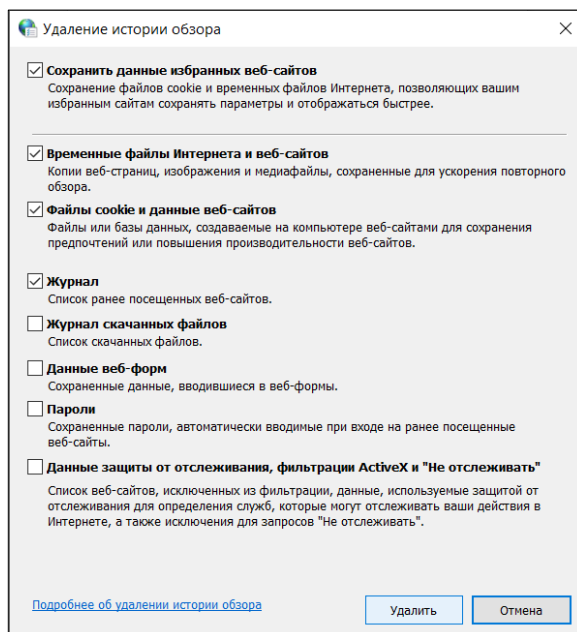 Удаление истории обзора
Сохранить данные избранных веб-сайтов
Сохранение файлов cookie и временных файлов Интернета, позволяющих вашим
избранным сайтам сохранять параметры и отображаться быстрее.
Временные файлы Интернета и веб-сайтов
Копии веб-страниц, изображения и медиафайлы, сохраненные для ускорения повторного
обзора.
Файлы cookie и данные веб-сайтов
Файлы или базы данных, создаваемые на компьютере веб-сайтами для сохранения
предпочтений или повышения производительности веб-сайтов.
Журнал
Список ранее посещенных веб-сайтов.
Журнал скачанных файлов
Список скачанных файлов.
Данные веб-форм
Сохраненные данные, вводившиеся в веб-формы.
Пароли
Сохраненные пароли, автоматически вводимые при входе на ранее посещенные
веб-сайты.
Данные защиты от отслеживания, фильтрации ActiveX и "Не отслеживать"
Список веб-сайтов, исключенных из фильтрации, данные, используемые защитой от
отслеживания для определения служб, которые могут отслеживать ваши действия в
Интернете, а также исключения для запросов "Не отслеживать".
Подробнее об удалении истории обзора
Удалить
Отмена